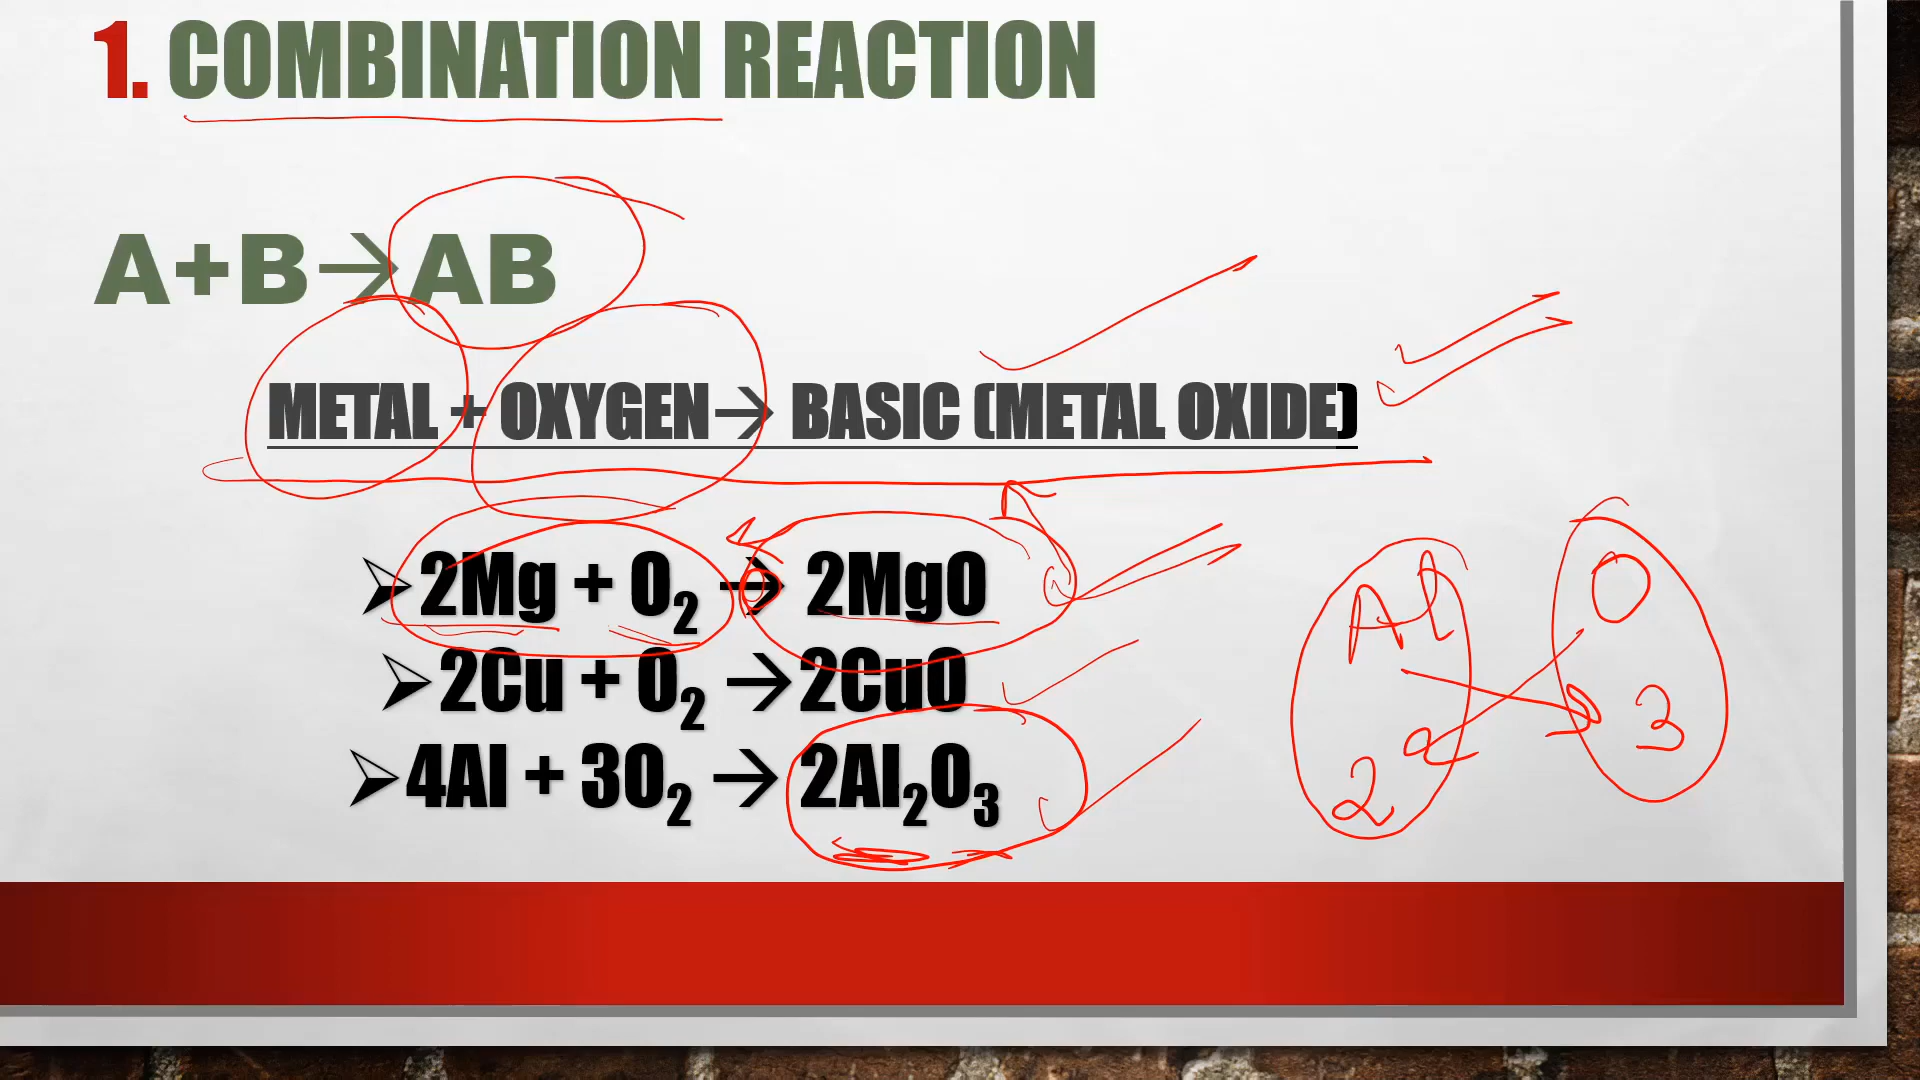 1. COMBINATION REACTION
A+B→AB
METAL + OXYGEN→ BASIC (METAL OXIDE)
➢2Mg + O₂ → 2MgO
➢2Cu + O₂ →2CuO
➢4Al + 3O₂ → 2Al₂O₃
Al O
2 3